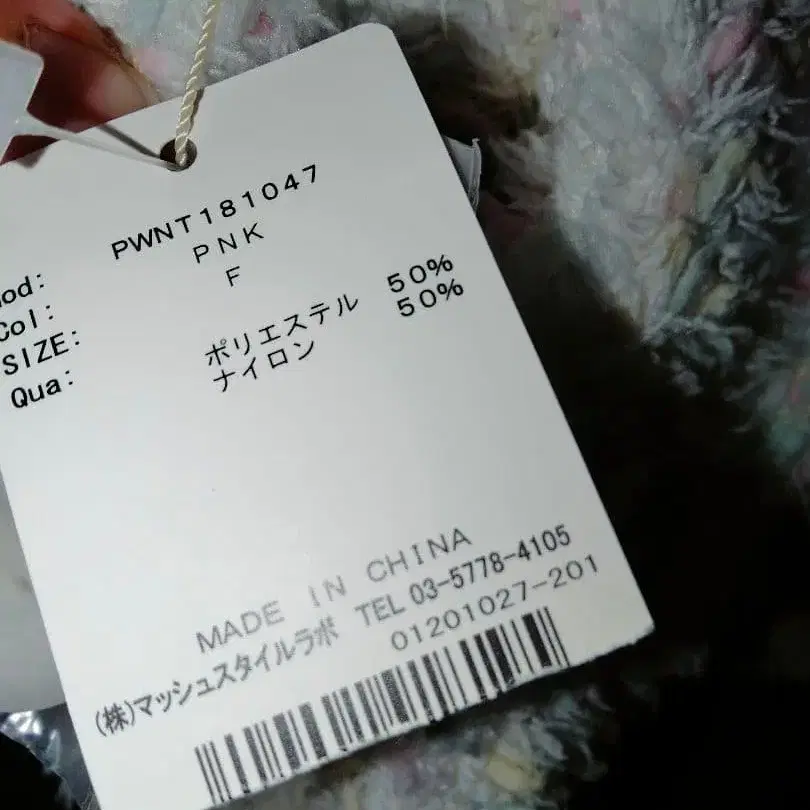 od: PWNT181047
Col: PNK
SIZE: F
Qua: ポリエステル 50%
ナイロン 50%
MADE IN CHINA
(株)マッシュスタイルラボ TEL 03-5778-4105
01201027-201